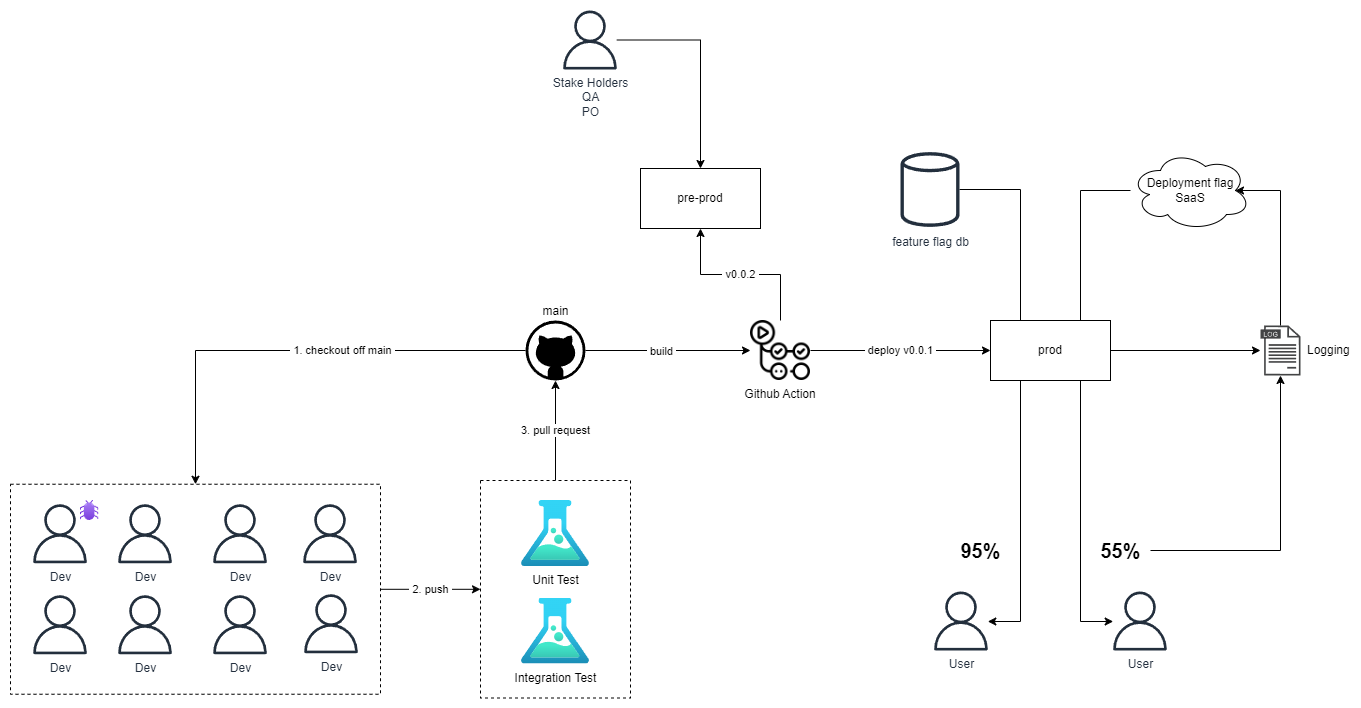 Stake Holders
QA
PO
pre-prod
Deployment flag
SaaS
feature flag db
v0.0.2
main
1. checkout off main
build
deploy v0.0.1
prod
LOG
Logging
Github Action
3. pull request
Dev
Dev
Dev
Dev
2. push
Unit Test
95%
55%
Dev
Dev
Dev
Dev
Integration Test
User
User